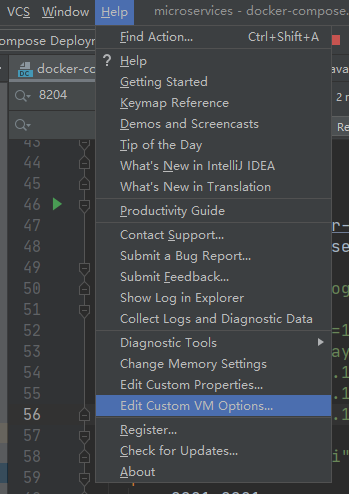 VCS Window Help microservices - docker-compose.
ompose Deploym
docker-co
8204
Find Action... Ctrl+Shift+A
Java
? Help
2 r
Getting Started
Keymap Reference
Re
Demos and Screencasts
43
Tip of the Day
44
What's New in IntelliJ IDEA
45
What's New in Translation
46
Productivity Guide
47
Contact Support...
48
Submit a Bug Report...
49
Submit Feedback...
50
Show Log in Explorer
51
Collect Logs and Diagnostic Data
52
Diagnostic Tools
53
Change Memory Settings
54
Edit Custom Properties...
55
Edit Custom VM Options...
56
Register...
57
Check for Updates...
58
About
59